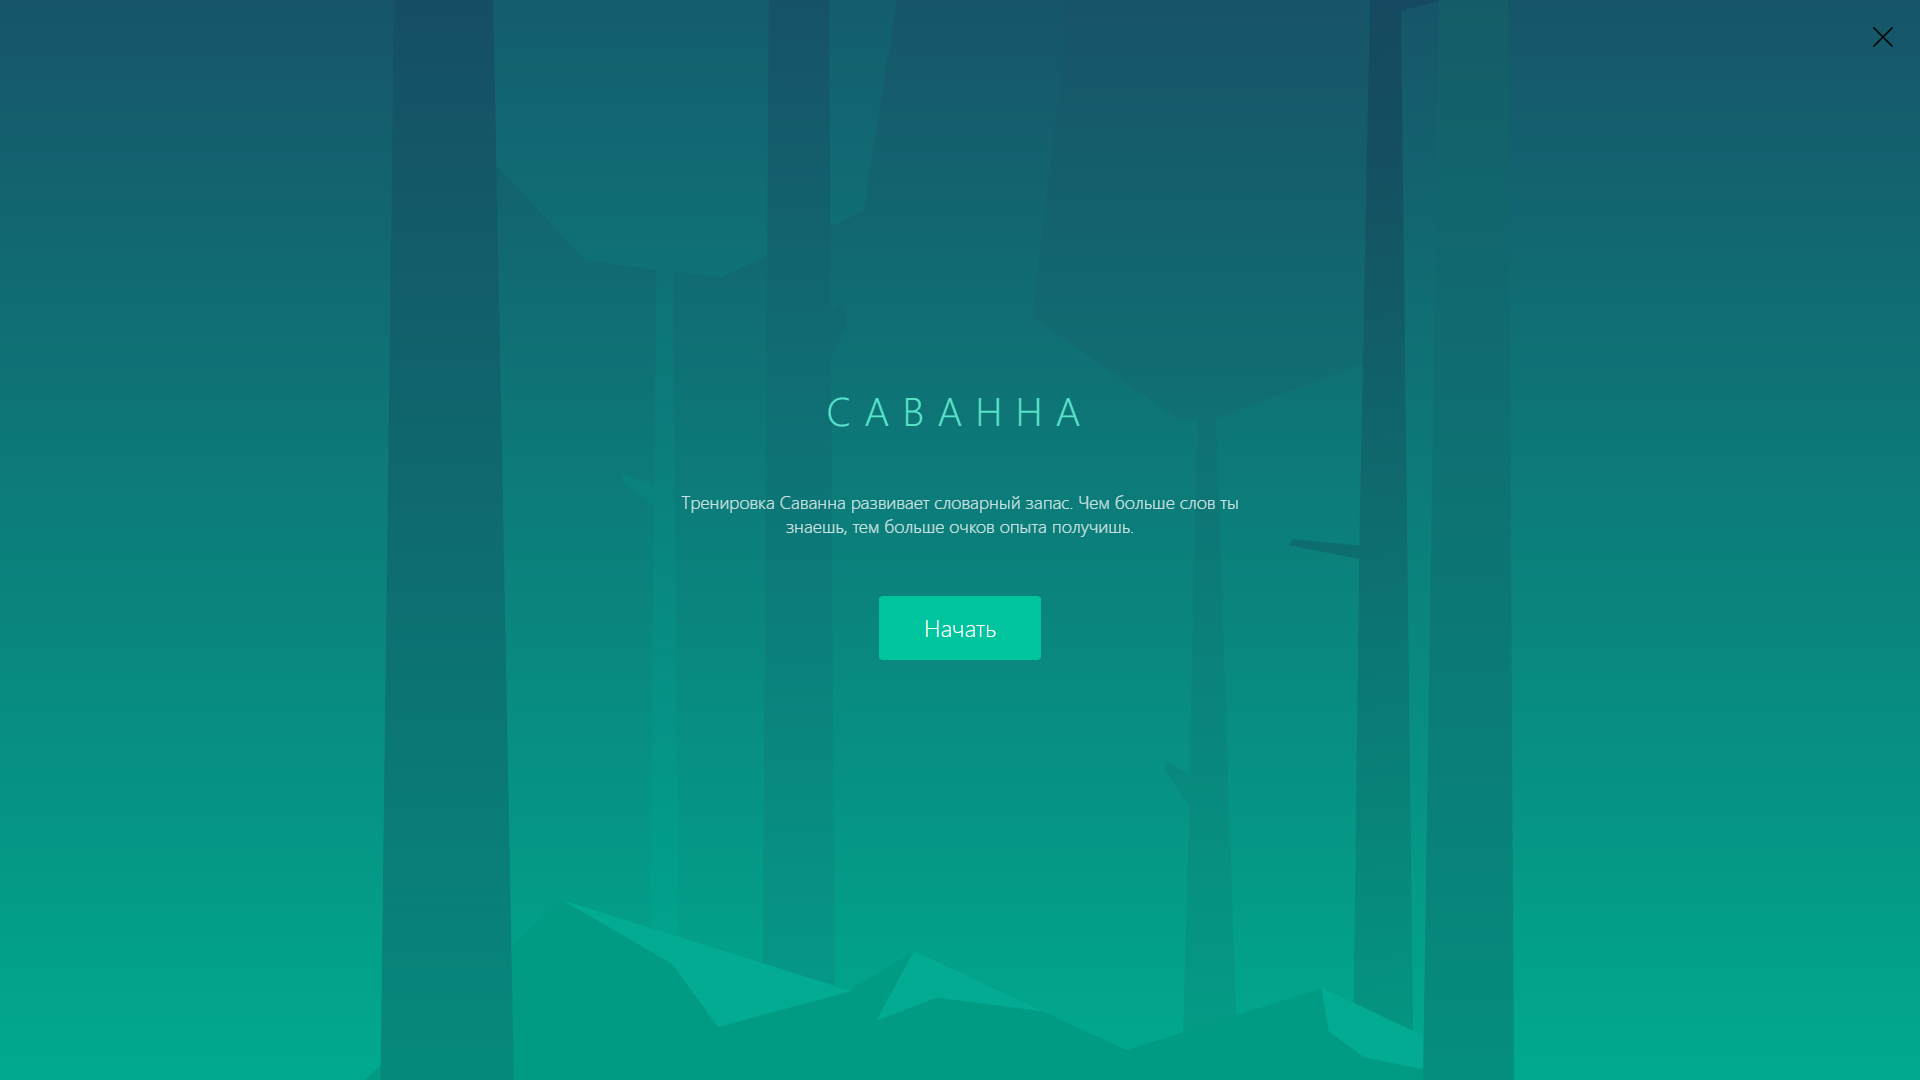 САВАННА
Тренировка Саванна развивает словарный запас. Чем больше слов ты
знаешь, тем больше очков опыта получишь.
Начать